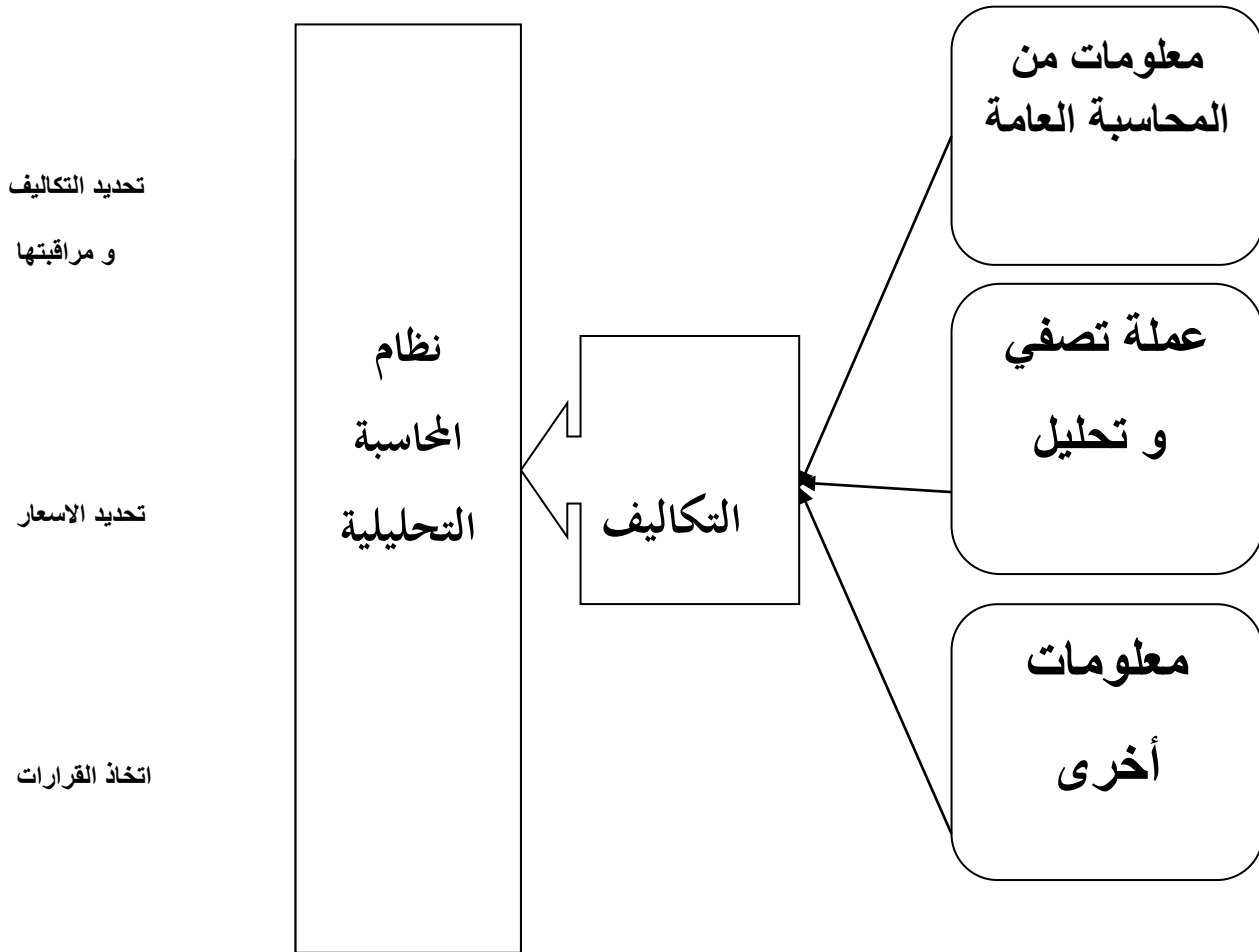 معلومات من
المحاسبة العامة
عملة تصفي
و تحليل
معلومات
أخرى
التكاليف
نظام
المحاسبة
التحليلية
تحديد التكاليف
و مراقبتها
تحديد الاسعار
اتخاذ القرارات